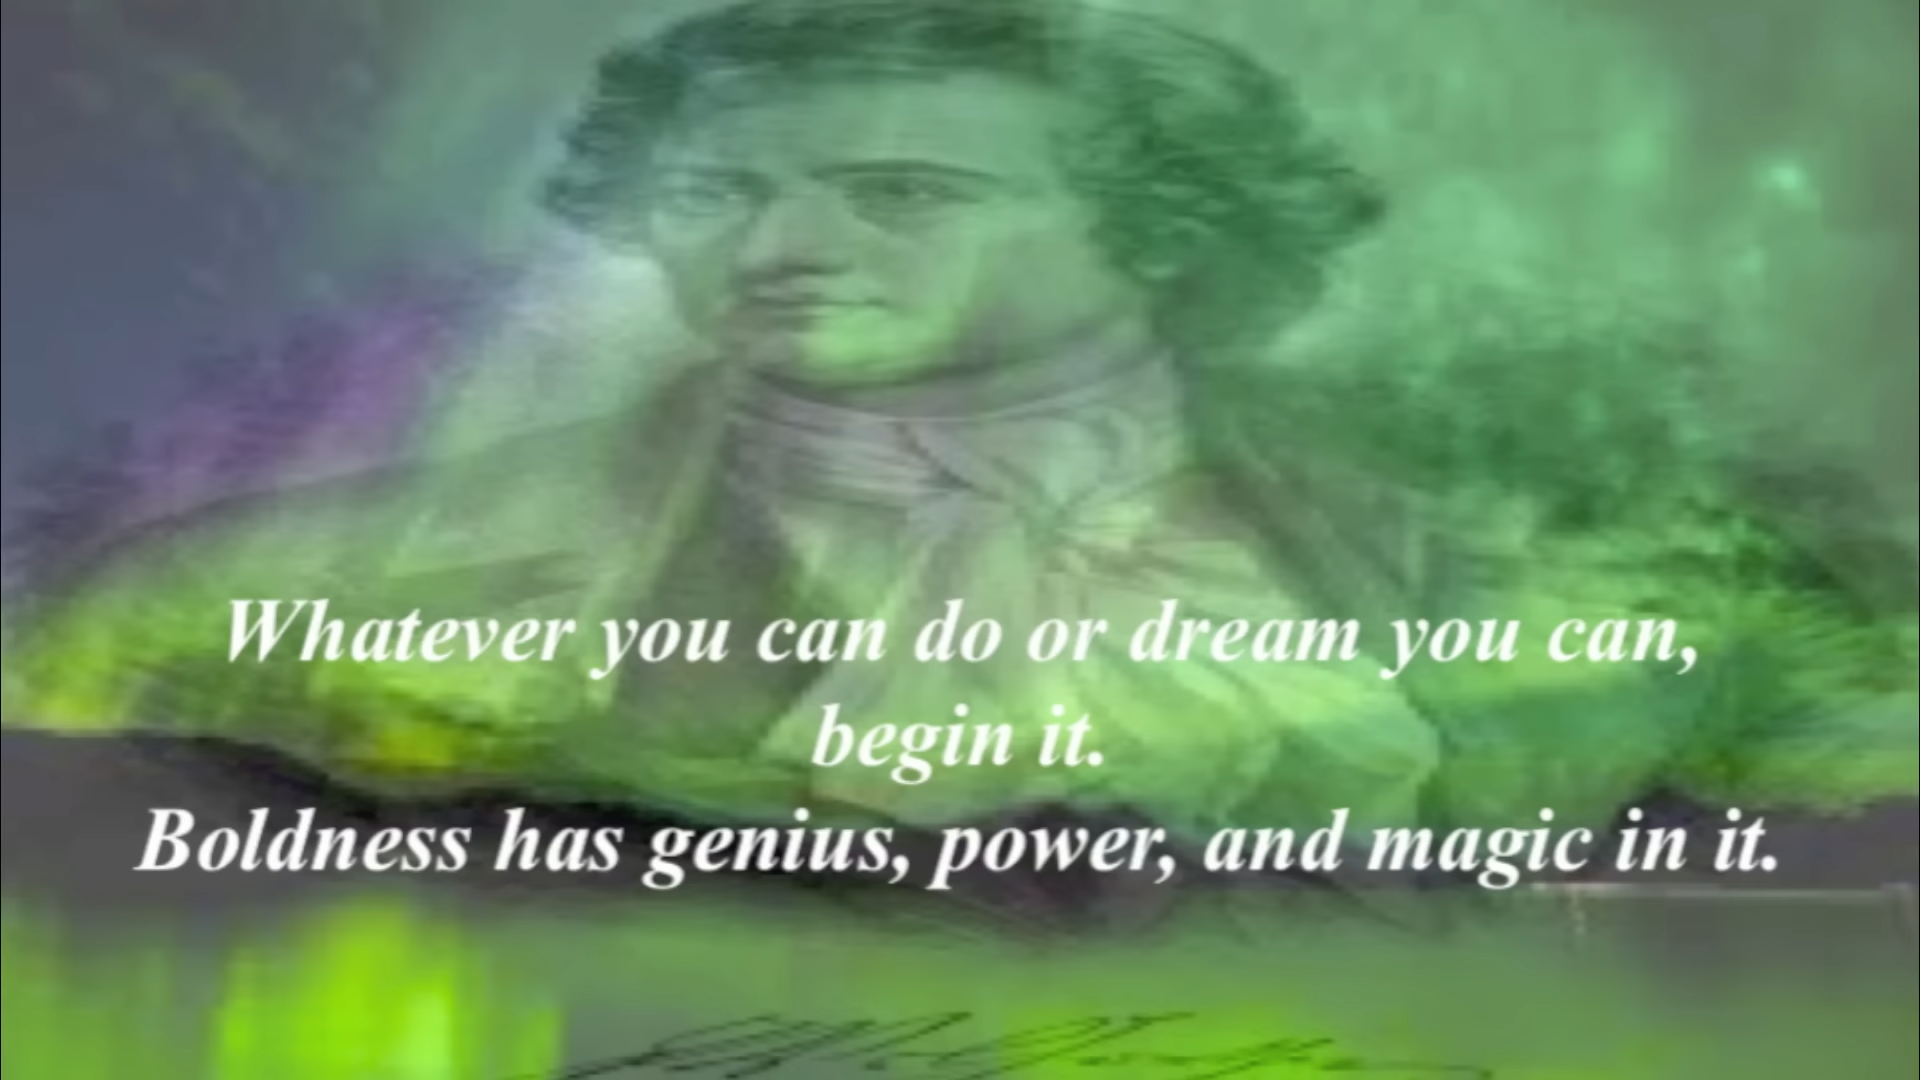 Whatever you can do or dream you can,
begin it.
Boldness has genius, power, and magic in it.